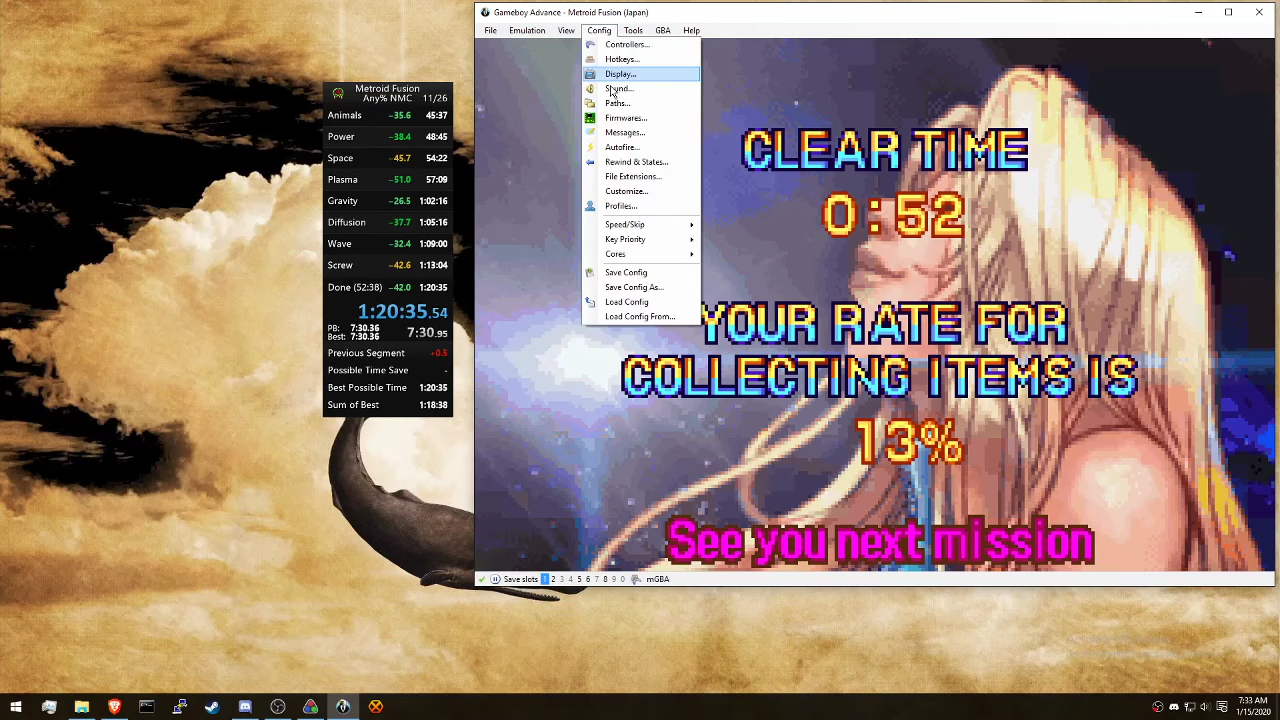 Gameboy Advance - Metroid Fusion (Japan)
File Emulation View Config Tools GBA Help
Controllers...
Hotkeys...
Display...
Sound...
Paths...
Firmwares...
Messages...
Autofire...
Rewind & States...
File Extensions...
Customize...
Profiles...
Speed/Skip
Key Priority
Cores
Save Config
Save Config As...
Load Config
Load Config From...
Metroid Fusion
Any% NMC 11/26
Animals -35.6 45:37
Power -38.4 48:45
Space -45.7 54:22
Plasma -51.0 57:09
Gravity -26.5 1:02:16
Diffusion -37.7 1:05:16
Wave -32.4 1:09:00
Screw -42.6 1:13:04
Done (52:38) -42.0 1:20:35
1:20:35.54
PB: 7:30.36
Best: 7:30.36
7:30.95
Previous Segment +0.5
Possible Time Save -
Best Possible Time 1:20:35
Sum of Best 1:18:38
CLEAR TIME
0:52
YOUR RATE FOR
COLLECTING ITEMS IS
13%
See you next mission
Save slots 1 2 3 4 5 6 7 8 9 0 mGBA
7:33 AM
1/15/2020